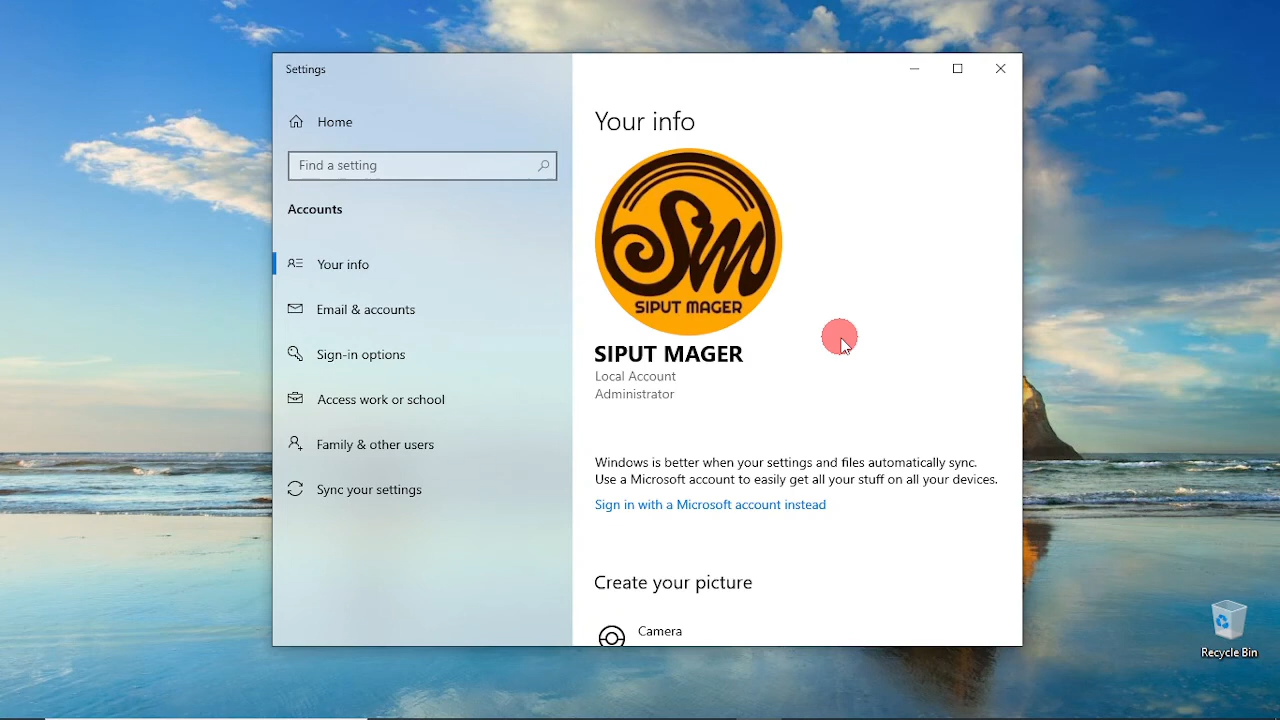 Settings
Home
Find a setting
Accounts
Your info
Email & accounts
Sign-in options
Access work or school
Family & other users
Sync your settings
Your info
SM
SIPUT MAGER
SIPUT MAGER
Local Account
Administrator
Windows is better when your settings and files automatically sync.
Use a Microsoft account to easily get all your stuff on all your devices.
Sign in with a Microsoft account instead
Create your picture
Camera
Recycle Bin